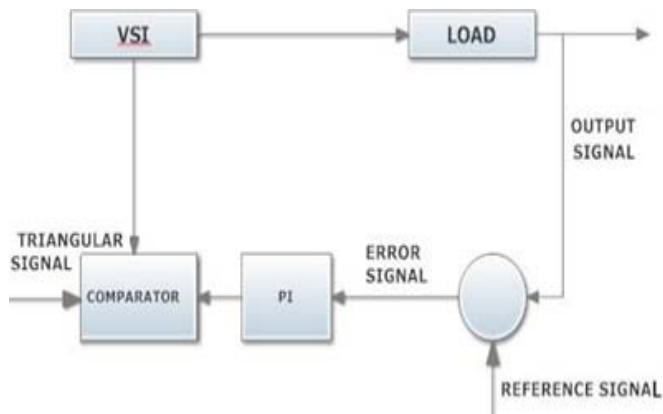 VSI
LOAD
OUTPUT
SIGNAL
TRIANGULAR
SIGNAL
ERROR
SIGNAL
COMPARATOR
PI
REFERENCE SIGNAL